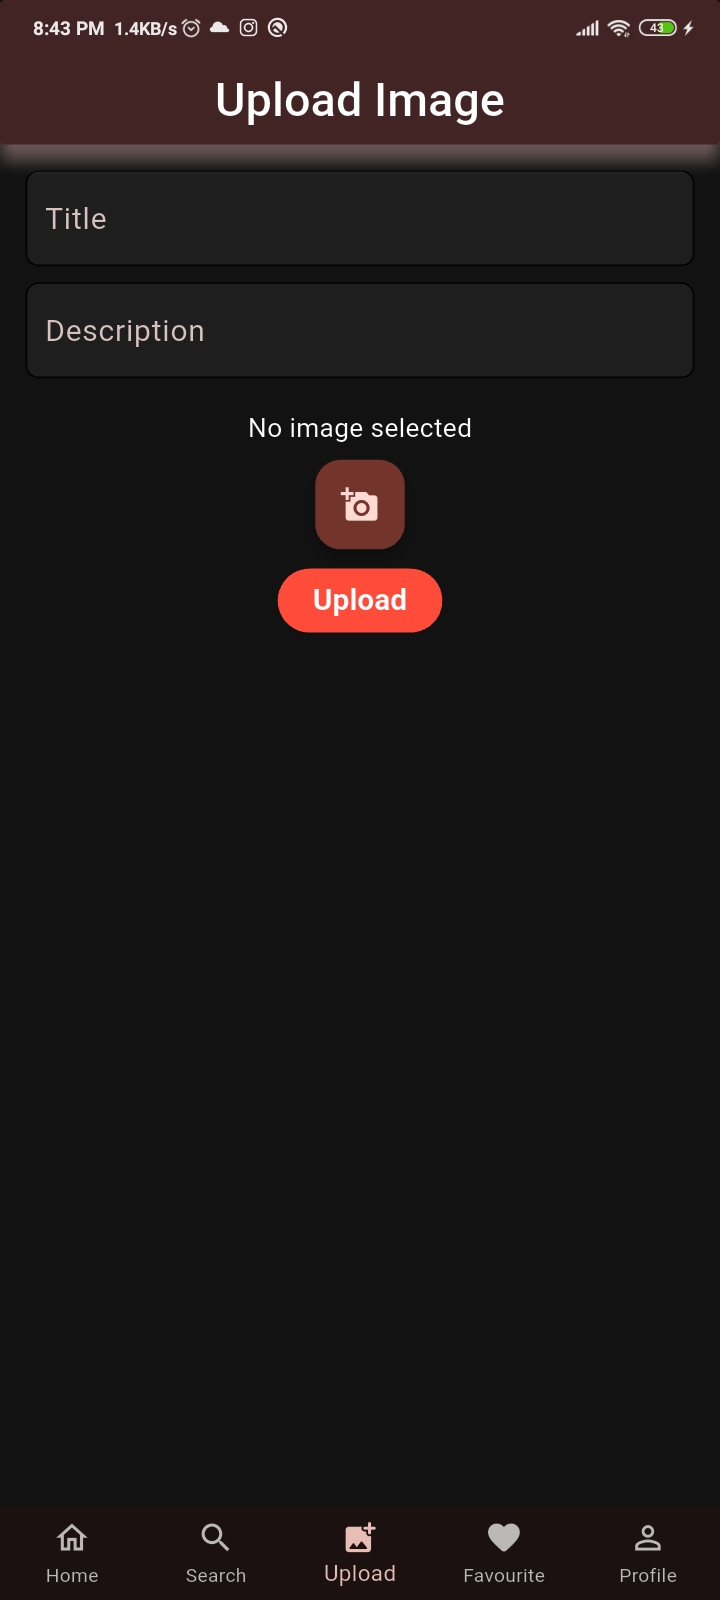 8:43 PM 1.4KB/s 43
Upload Image
Title
Description
No image selected
Upload
Home Search Upload Favourite Profile